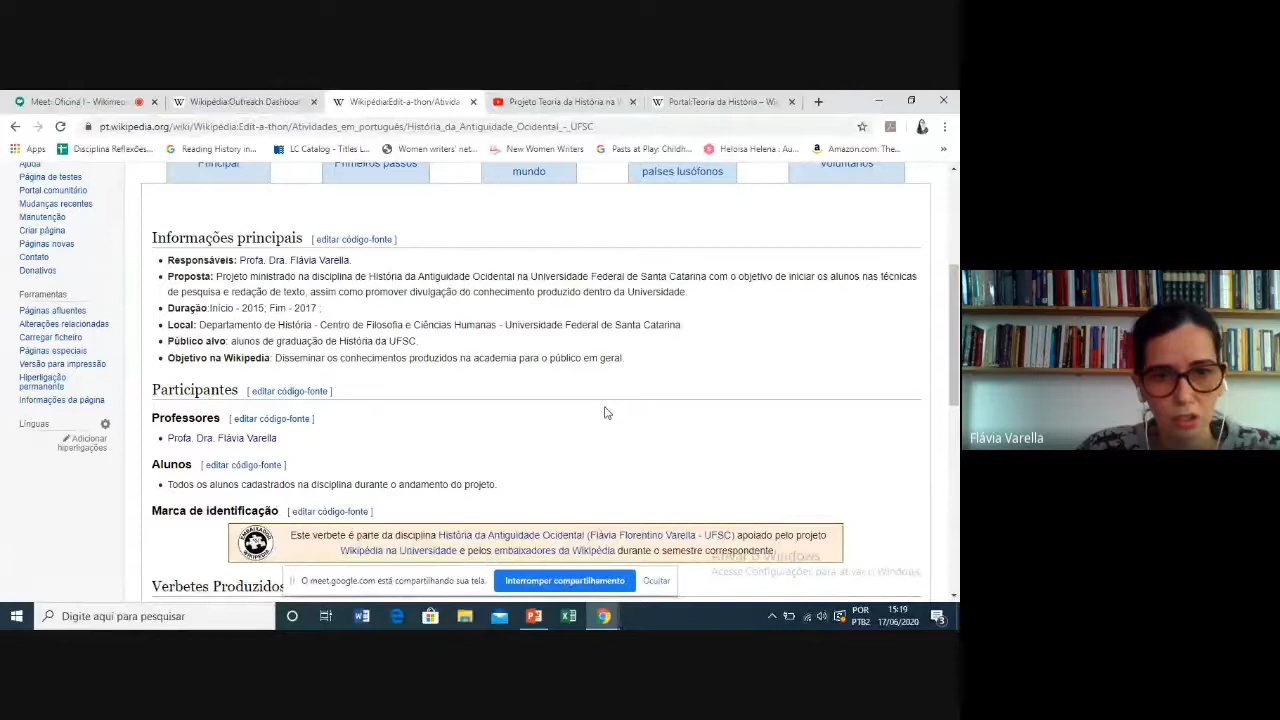 Meet: Oficina I - Wikimed
Wikipédia:Outreach Dashboa
Wikipédia:Edit-a-thon/Ativida
Projeto Teoria da História na W
Portal:Teoria da História – Wi
pt.wikipedia.org/wiki/Wikipédia:Edit-a-thon/Atividades_em_português/História_da_Antiguidade_Ocidental_-_UFSC
Apps
Disciplina Reflexões...
Reading History in...
LC Catalog - Titles L...
Women writers' net...
New Women Writers
Pasts at Play: Childh...
Heloisa Helena : Au...
Amazon.com: The...
»
Ajuda
Página de testes
Portal comunitário
Mudanças recentes
Manutenção
Criar página
Páginas novas
Contato
Donativos
Ferramentas
Páginas afluentes
Alterações relacionadas
Carregar ficheiro
Páginas especiais
Versão para impressão
Hiperligação
permanente
Informações da página
Línguas
Adicionar
hiperligações
Principal
Primeiros passos
mundo
países lusófonos
Voluntários
Informações principais [ editar código-fonte ]
Responsáveis: Profa. Dra. Flávia Varella.
Proposta: Projeto ministrado na disciplina de História da Antiguidade Ocidental na Universidade Federal de Santa Catarina com o objetivo de iniciar os alunos nas técnicas
de pesquisa e redação de texto, assim como promover divulgação do conhecimento produzido dentro da Universidade.
Duração:Início - 2015; Fim - 2017 ;
Local: Departamento de História - Centro de Filosofia e Ciências Humanas - Universidade Federal de Santa Catarina.
Público alvo: alunos de graduação de História da UFSC.
Objetivo na Wikipedia: Disseminar os conhecimentos produzidos na academia para o público em geral.
Participantes [ editar código-fonte ]
Professores [ editar código-fonte ]
Profa. Dra. Flávia Varella
Alunos [ editar código-fonte ]
Todos os alunos cadastrados na disciplina durante o andamento do projeto.
Marca de identificação [ editar código-fonte ]
Este verbete é parte da disciplina História da Antiguidade Ocidental (Flávia Florentino Varella - UFSC) apoiado pelo projeto
Wikipédia na Universidade e pelos embaixadores da Wikipédia durante o semestre correspondente.
Ativar o Windows
Acesse Configurações para ativar o Windows.
Verbetes Produzidos
O meet.google.com está compartilhando sua tela.
Interromper compartilhamento
Ocultar
Digite aqui para pesquisar
POR
PTB2
15:19
17/06/2020
3
Flávia Varella